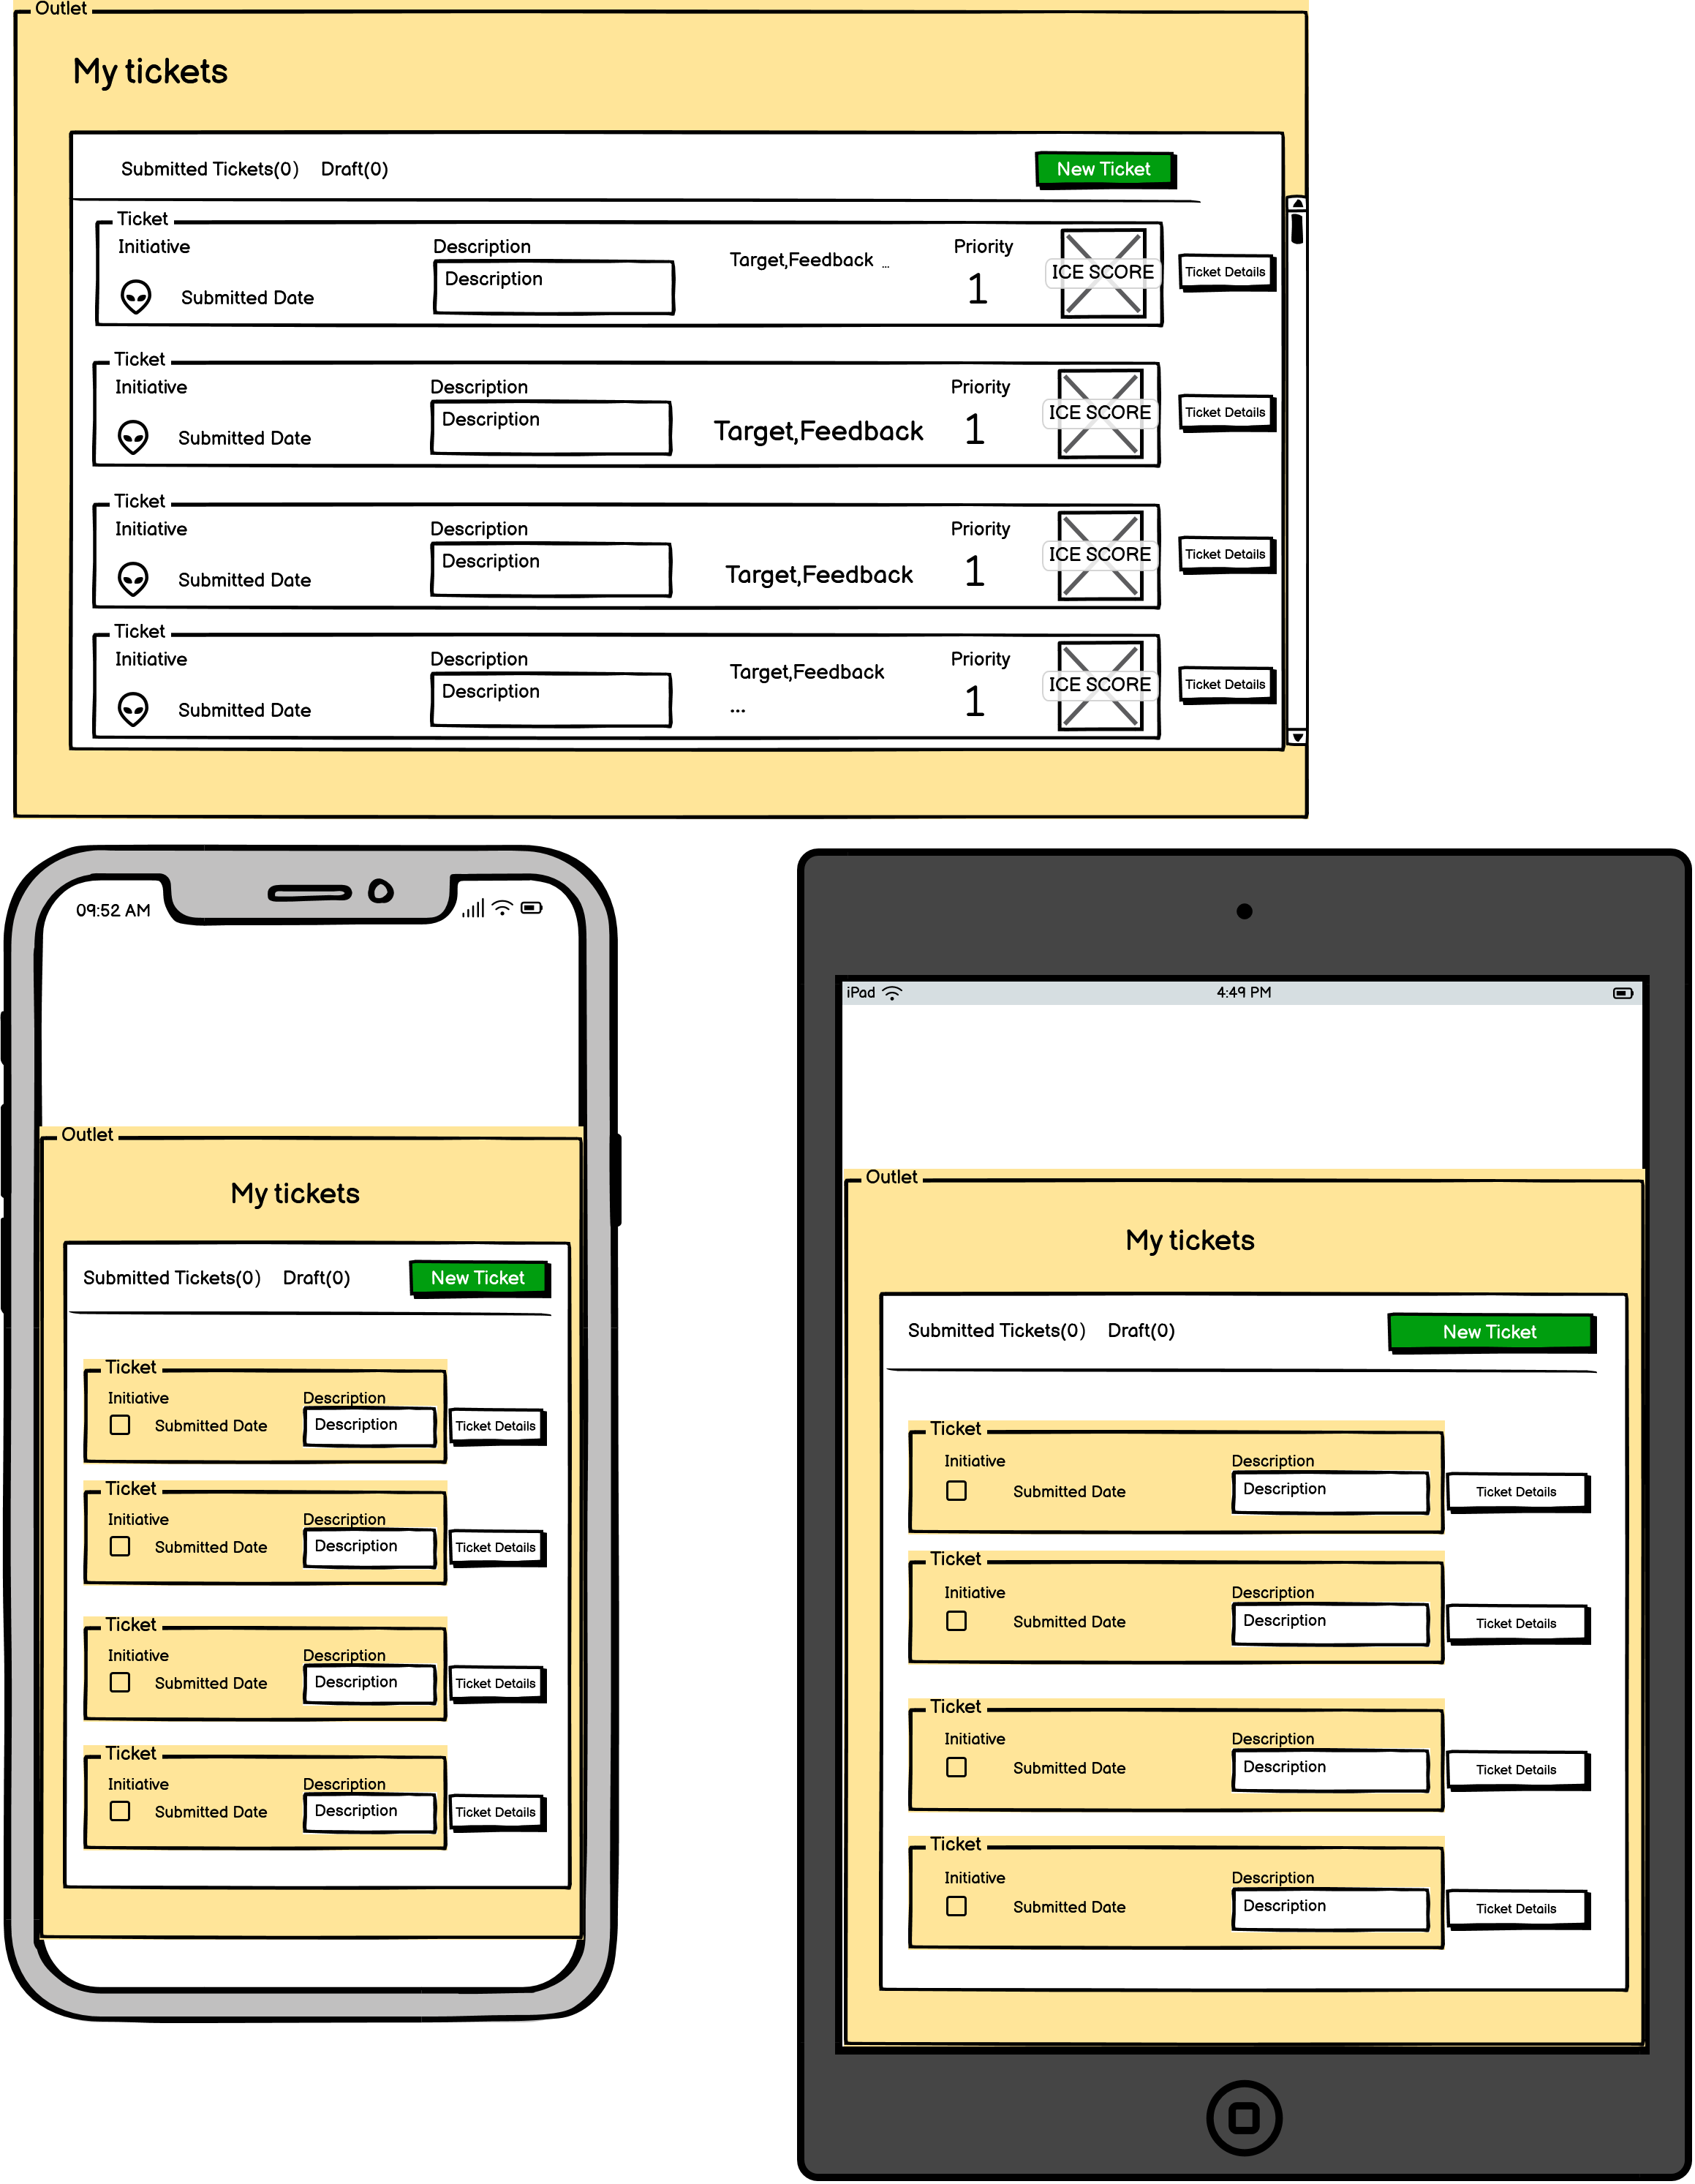 Outlet
My tickets
Submitted Tickets(0) Draft(0) New Ticket
Ticket
Initiative Description Target,Feedback ... Priority
Submitted Date Description 1 ICE SCORE Ticket Details
Ticket
Initiative Description Priority
Submitted Date Description Target,Feedback 1 ICE SCORE Ticket Details
Ticket
Initiative Description Priority
Submitted Date Description Target,Feedback 1 ICE SCORE Ticket Details
Ticket
Initiative Description Target,Feedback Priority
Submitted Date Description ... 1 ICE SCORE Ticket Details
09:52 AM
Outlet
My tickets
Submitted Tickets(0) Draft(0) New Ticket
Ticket
Initiative Description
Submitted Date Description Ticket Details
Ticket
Initiative Description
Submitted Date Description Ticket Details
Ticket
Initiative Description
Submitted Date Description Ticket Details
Ticket
Initiative Description
Submitted Date Description Ticket Details
iPad 4:49 PM
Outlet
My tickets
Submitted Tickets(0) Draft(0) New Ticket
Ticket
Initiative Description
Submitted Date Description Ticket Details
Ticket
Initiative Description
Submitted Date Description Ticket Details
Ticket
Initiative Description
Submitted Date Description Ticket Details
Ticket
Initiative Description
Submitted Date Description Ticket Details